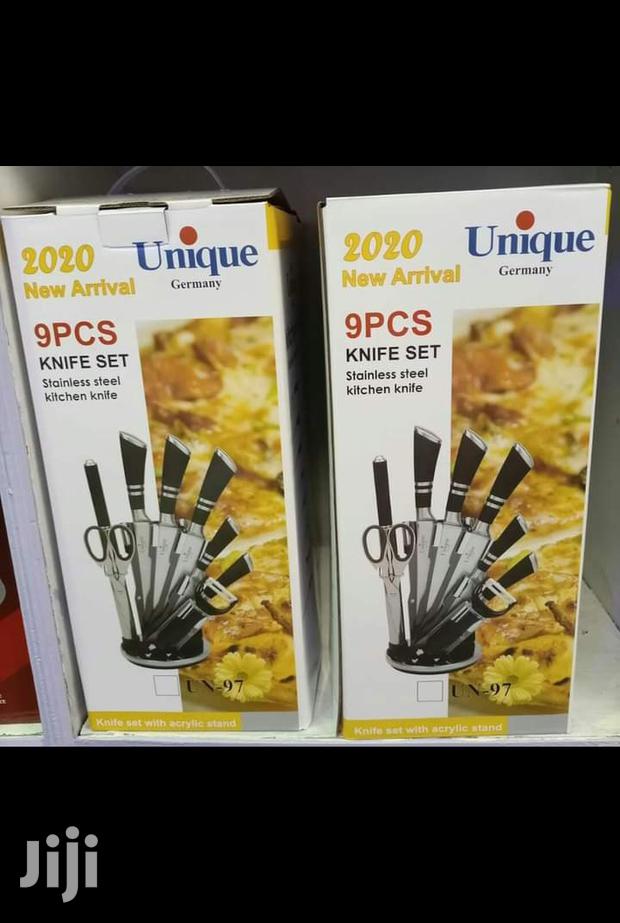 2020
New Arrival
Unique
Germany
9PCS
KNIFE SET
Stainless steel
kitchen knife
UN-97
Knife set with acrylic stand
2020
New Arrival
Unique
Germany
9PCS
KNIFE SET
Stainless steel
kitchen knife
UN-97
Knife set with acrylic stand
Jiji